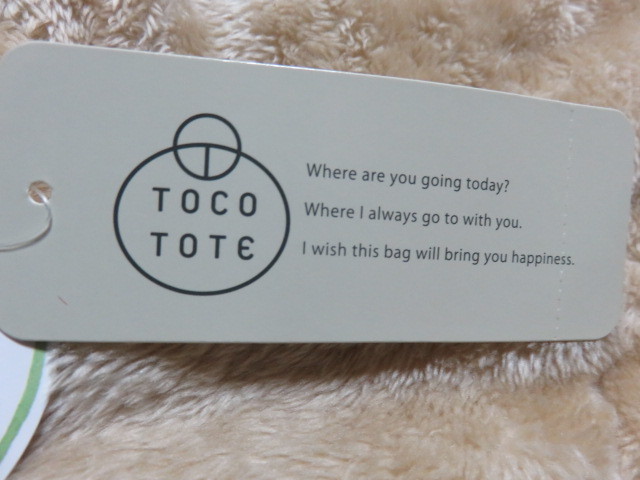 T
TOCO
TOTE
Where are you going today?
Where I always go to with you.
I wish this bag will bring you happiness.